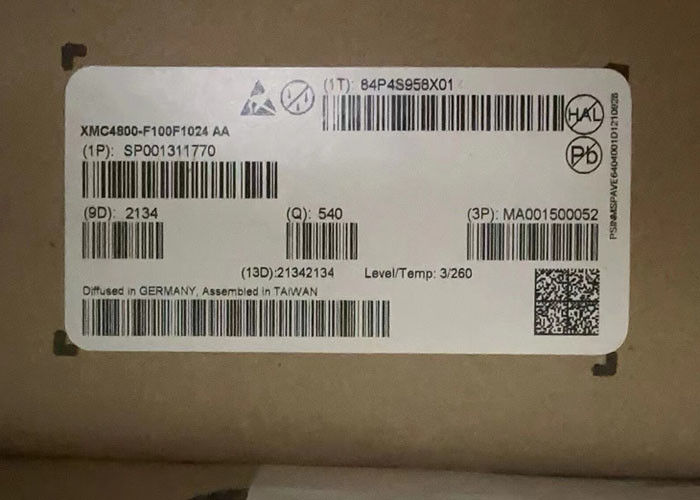 (1T): 84P4S958X01
HAL
XMC4800-F100F1024 AA
(1P): SP001311770
Pb
(9D): 2134
(Q): 540
(3P): MA001500052
(13D):21342134
Level/Temp: 3/260
Diffused in GERMANY, Assembled in TAIWAN